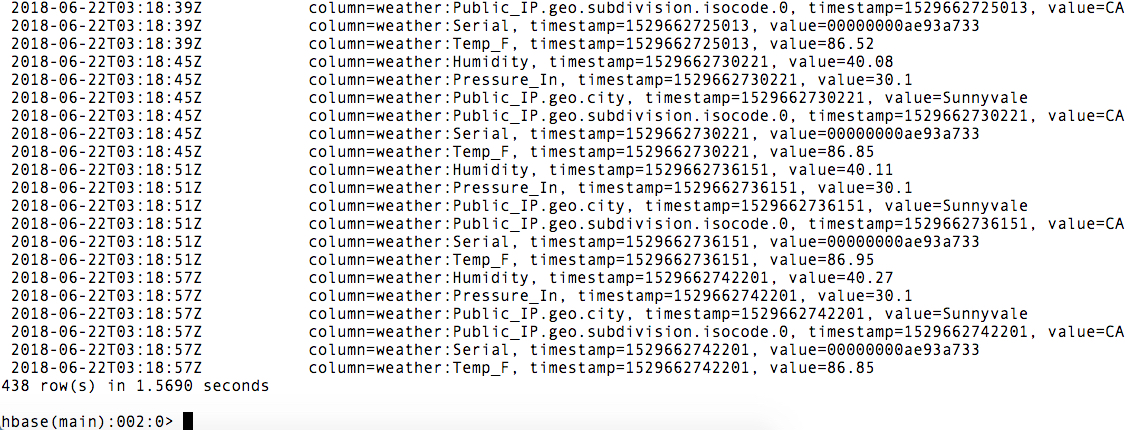 2018-06-22T03:18:39Z column=weather:Public_IP.geo.subdivision.isocode.0, timestamp=1529662725013, value=CA
2018-06-22T03:18:39Z column=weather:Serial, timestamp=1529662725013, value=00000000ae93a733
2018-06-22T03:18:39Z column=weather:Temp_F, timestamp=1529662725013, value=86.52
2018-06-22T03:18:45Z column=weather:Humidity, timestamp=1529662730221, value=40.08
2018-06-22T03:18:45Z column=weather:Pressure_In, timestamp=1529662730221, value=30.1
2018-06-22T03:18:45Z column=weather:Public_IP.geo.city, timestamp=1529662730221, value=Sunnyvale
2018-06-22T03:18:45Z column=weather:Public_IP.geo.subdivision.isocode.0, timestamp=1529662730221, value=CA
2018-06-22T03:18:45Z column=weather:Serial, timestamp=1529662730221, value=00000000ae93a733
2018-06-22T03:18:45Z column=weather:Temp_F, timestamp=1529662730221, value=86.85
2018-06-22T03:18:51Z column=weather:Humidity, timestamp=1529662736151, value=40.11
2018-06-22T03:18:51Z column=weather:Pressure_In, timestamp=1529662736151, value=30.1
2018-06-22T03:18:51Z column=weather:Public_IP.geo.city, timestamp=1529662736151, value=Sunnyvale
2018-06-22T03:18:51Z column=weather:Public_IP.geo.subdivision.isocode.0, timestamp=1529662736151, value=CA
2018-06-22T03:18:51Z column=weather:Serial, timestamp=1529662736151, value=00000000ae93a733
2018-06-22T03:18:51Z column=weather:Temp_F, timestamp=1529662736151, value=86.95
2018-06-22T03:18:57Z column=weather:Humidity, timestamp=1529662742201, value=40.27
2018-06-22T03:18:57Z column=weather:Pressure_In, timestamp=1529662742201, value=30.1
2018-06-22T03:18:57Z column=weather:Public_IP.geo.city, timestamp=1529662742201, value=Sunnyvale
2018-06-22T03:18:57Z column=weather:Public_IP.geo.subdivision.isocode.0, timestamp=1529662742201, value=CA
2018-06-22T03:18:57Z column=weather:Serial, timestamp=1529662742201, value=00000000ae93a733
2018-06-22T03:18:57Z column=weather:Temp_F, timestamp=1529662742201, value=86.85
438 row(s) in 1.5690 seconds
hbase(main):002:0>